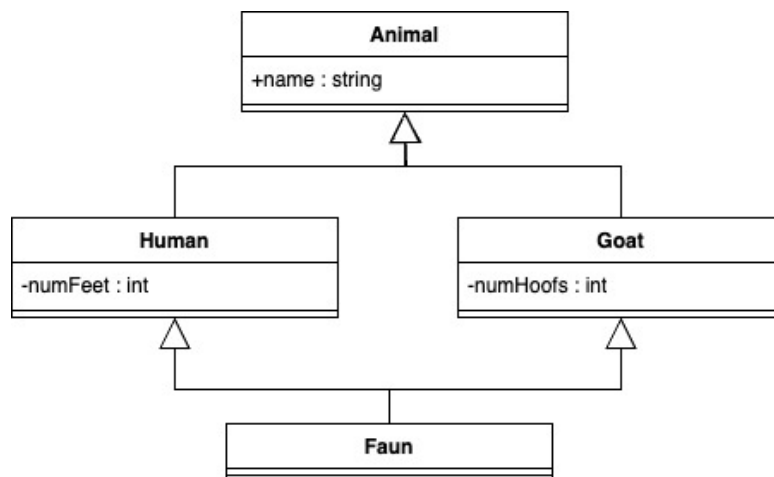 Animal
+name : string
Human
Goat
-numFeet : int
-numHoofs : int
Faun